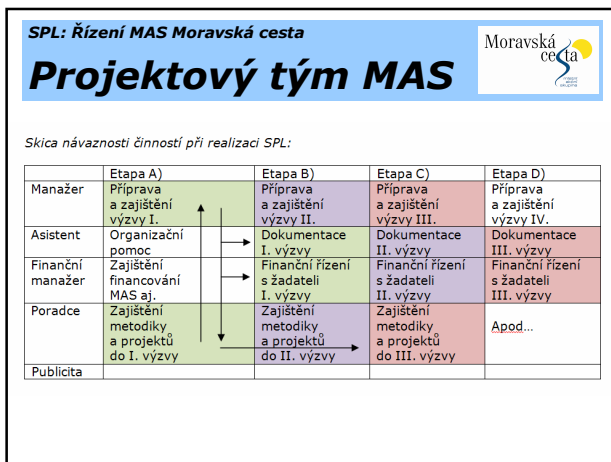 SPL: Řízení MAS Moravská cesta
Projektový tým MAS
Moravská
cesta
Skica návaznosti činností při realizaci SPL:
Etapa A) Etapa B) Etapa C) Etapa D)
Manažer Příprava Příprava Příprava Příprava
a zajištění a zajištění a zajištění a zajištění
výzvy I. výzvy II. výzvy III. výzvy IV.
Asistent Organizační Dokumentace Dokumentace Dokumentace
pomoc I. výzvy II. výzvy III. výzvy
Finanční Zajištění Finanční řízení Finanční řízení Finanční řízení
manažer financování s žadateli s žadateli s žadateli
MAS aj. I. výzvy II. výzvy III. výzvy
Poradce Zajištění Zajištění Zajištění
metodiky metodiky metodiky Apod...
a projektů a projektů a projektů
do I. výzvy do II. výzvy do III. výzvy
Publicita